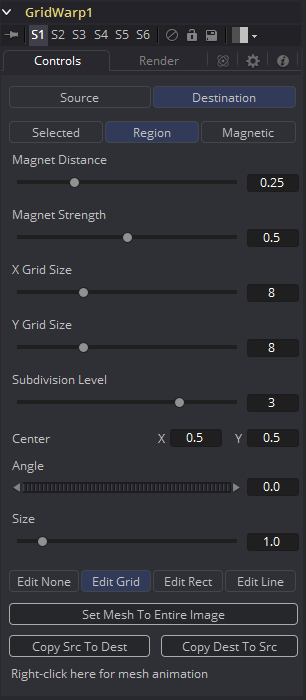 GridWarp1
S1 S2 S3 S4 S5 S6
Controls Render
Source Destination
Selected Region Magnetic
Magnet Distance
0.25
Magnet Strength
0.5
X Grid Size
8
Y Grid Size
8
Subdivision Level
3
Center X 0.5 Y 0.5
Angle
0.0
Size
1.0
Edit None Edit Grid Edit Rect Edit Line
Set Mesh To Entire Image
Copy Src To Dest Copy Dest To Src
Right-click here for mesh animation